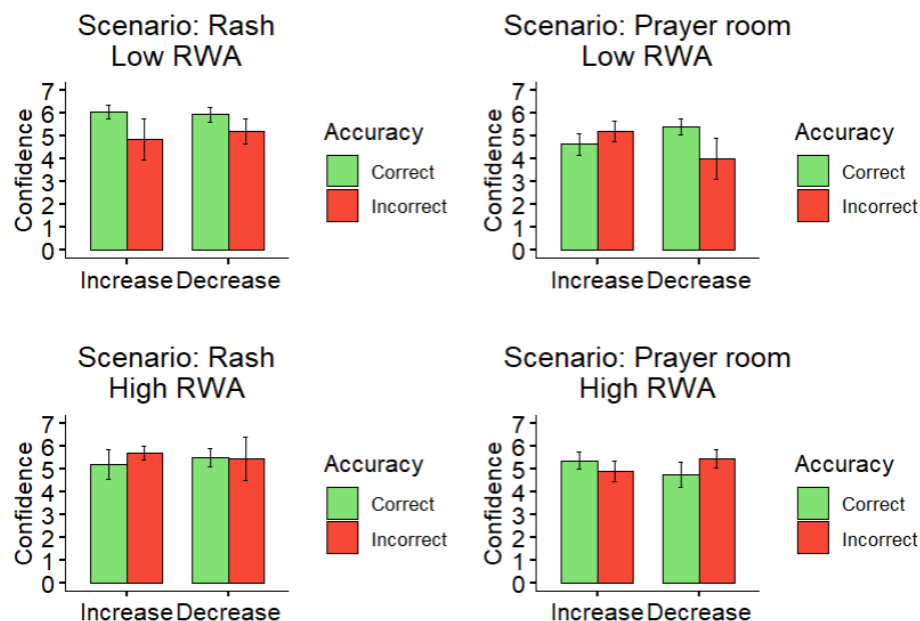 Scenario: Rash
Low RWA
7
6
5
4
3
2
1
0
Confidence
Increase Decrease
Accuracy
Correct
Incorrect
Scenario: Prayer room
Low RWA
7
6
5
4
3
2
1
0
Confidence
Increase Decrease
Accuracy
Correct
Incorrect
Scenario: Rash
High RWA
7
6
5
4
3
2
1
0
Confidence
Increase Decrease
Accuracy
Correct
Incorrect
Scenario: Prayer room
High RWA
7
6
5
4
3
2
1
0
Confidence
Increase Decrease
Accuracy
Correct
Incorrect